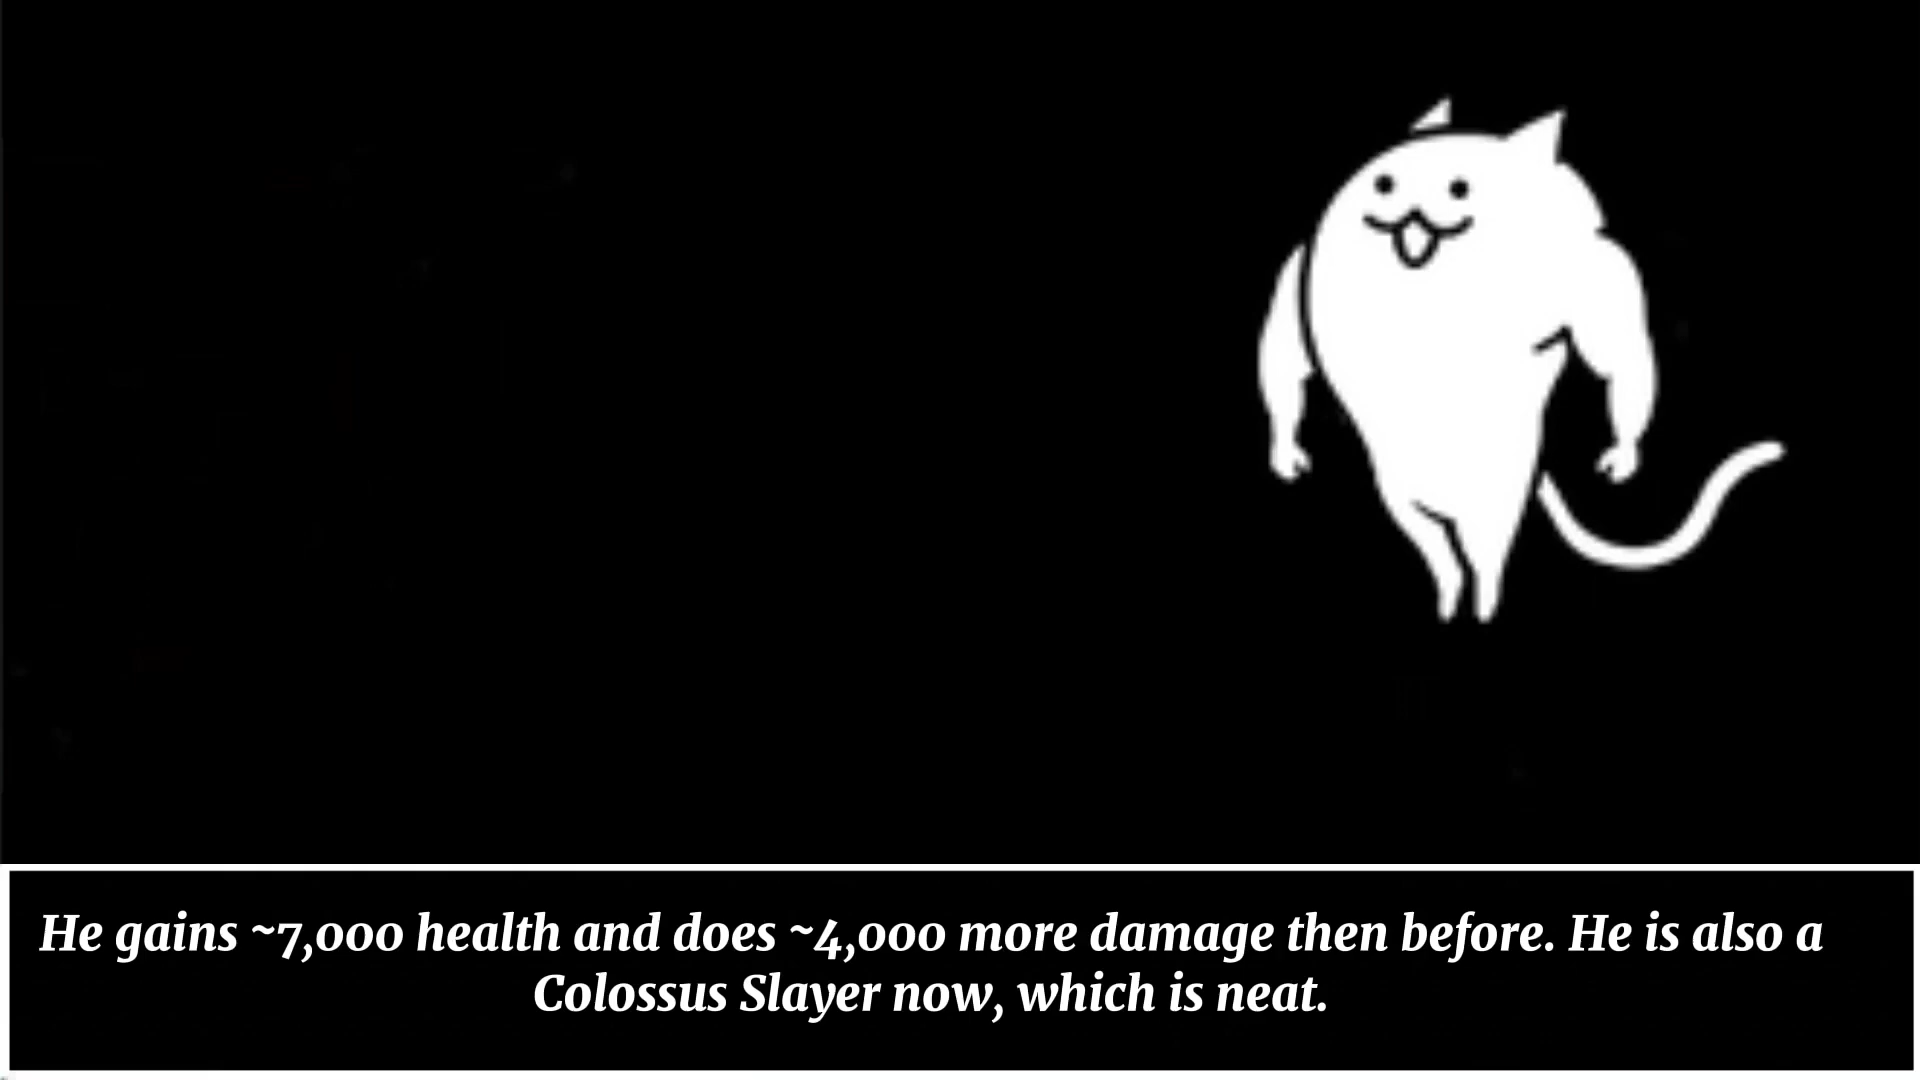 He gains ~7,000 health and does ~4,000 more damage then before. He is also a
Colossus Slayer now, which is neat.